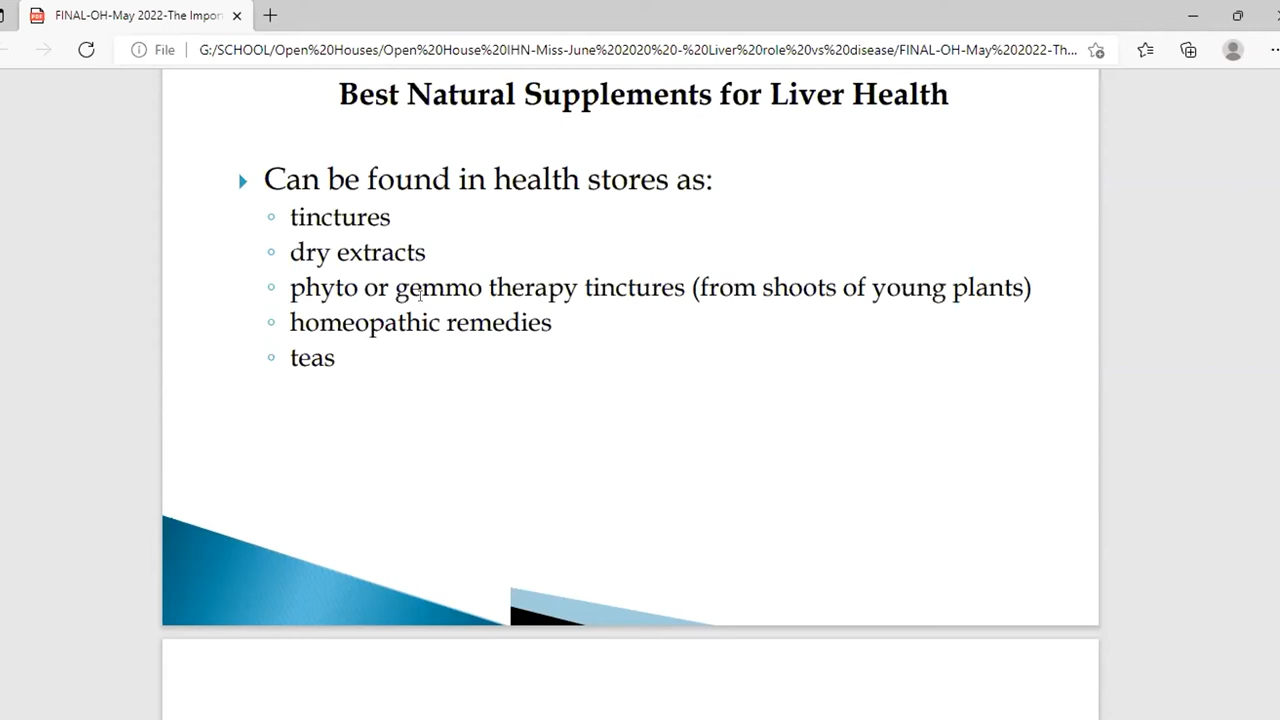 FINAL-OH-May 2022-The Impor
File G:/SCHOOL/Open%20Houses/Open%20House%20IHN-Miss-June%202020%20-%20Liver%20role%20vs%20disease/FINAL-OH-May%202022-Th...
Best Natural Supplements for Liver Health
Can be found in health stores as:
tinctures
dry extracts
phyto or gemmo therapy tinctures (from shoots of young plants)
homeopathic remedies
teas